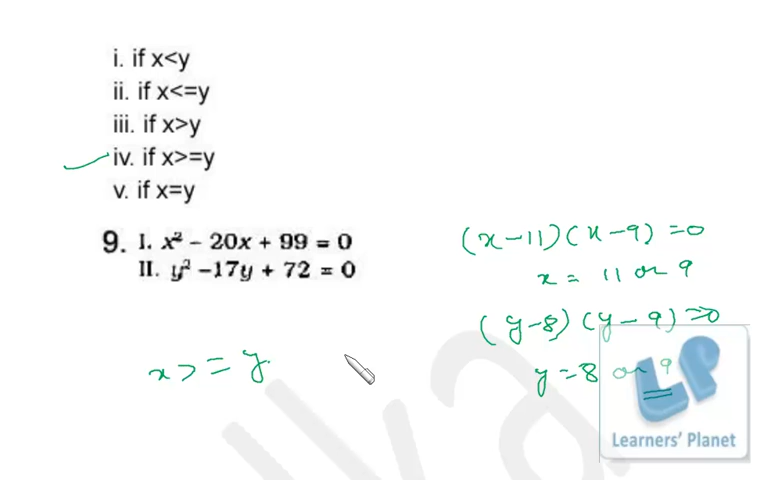 i. if x<y
ii. if x<=y
iii. if x>y
iv. if x>=y
v. if x=y
9. I. x² – 20x + 99 = 0
II. y² –17y + 72 = 0
(x – 11) (x – 9) = 0
x = 11 or 9
(y – 8) (y – 9) = 0
y = 8 or 9
x > = y
LP
Learners' Planet